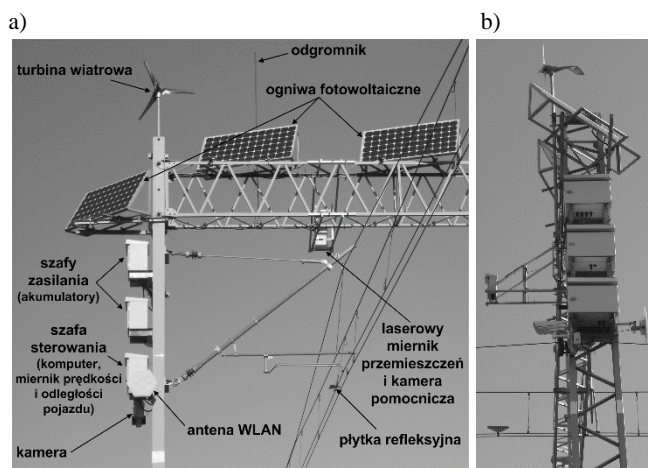 a)
b)
odgromnik
turbina wiatrowa
ogniwa fotowoltaiczne
szafy
zasilania
(akumulatory)
szafa
sterowania
(komputer,
miernik prędkości
i odległości
pojazdu)
kamera
antena WLAN
laserowy
miernik
przemieszczeń
i kamera
pomocnicza
płytka refleksyjna